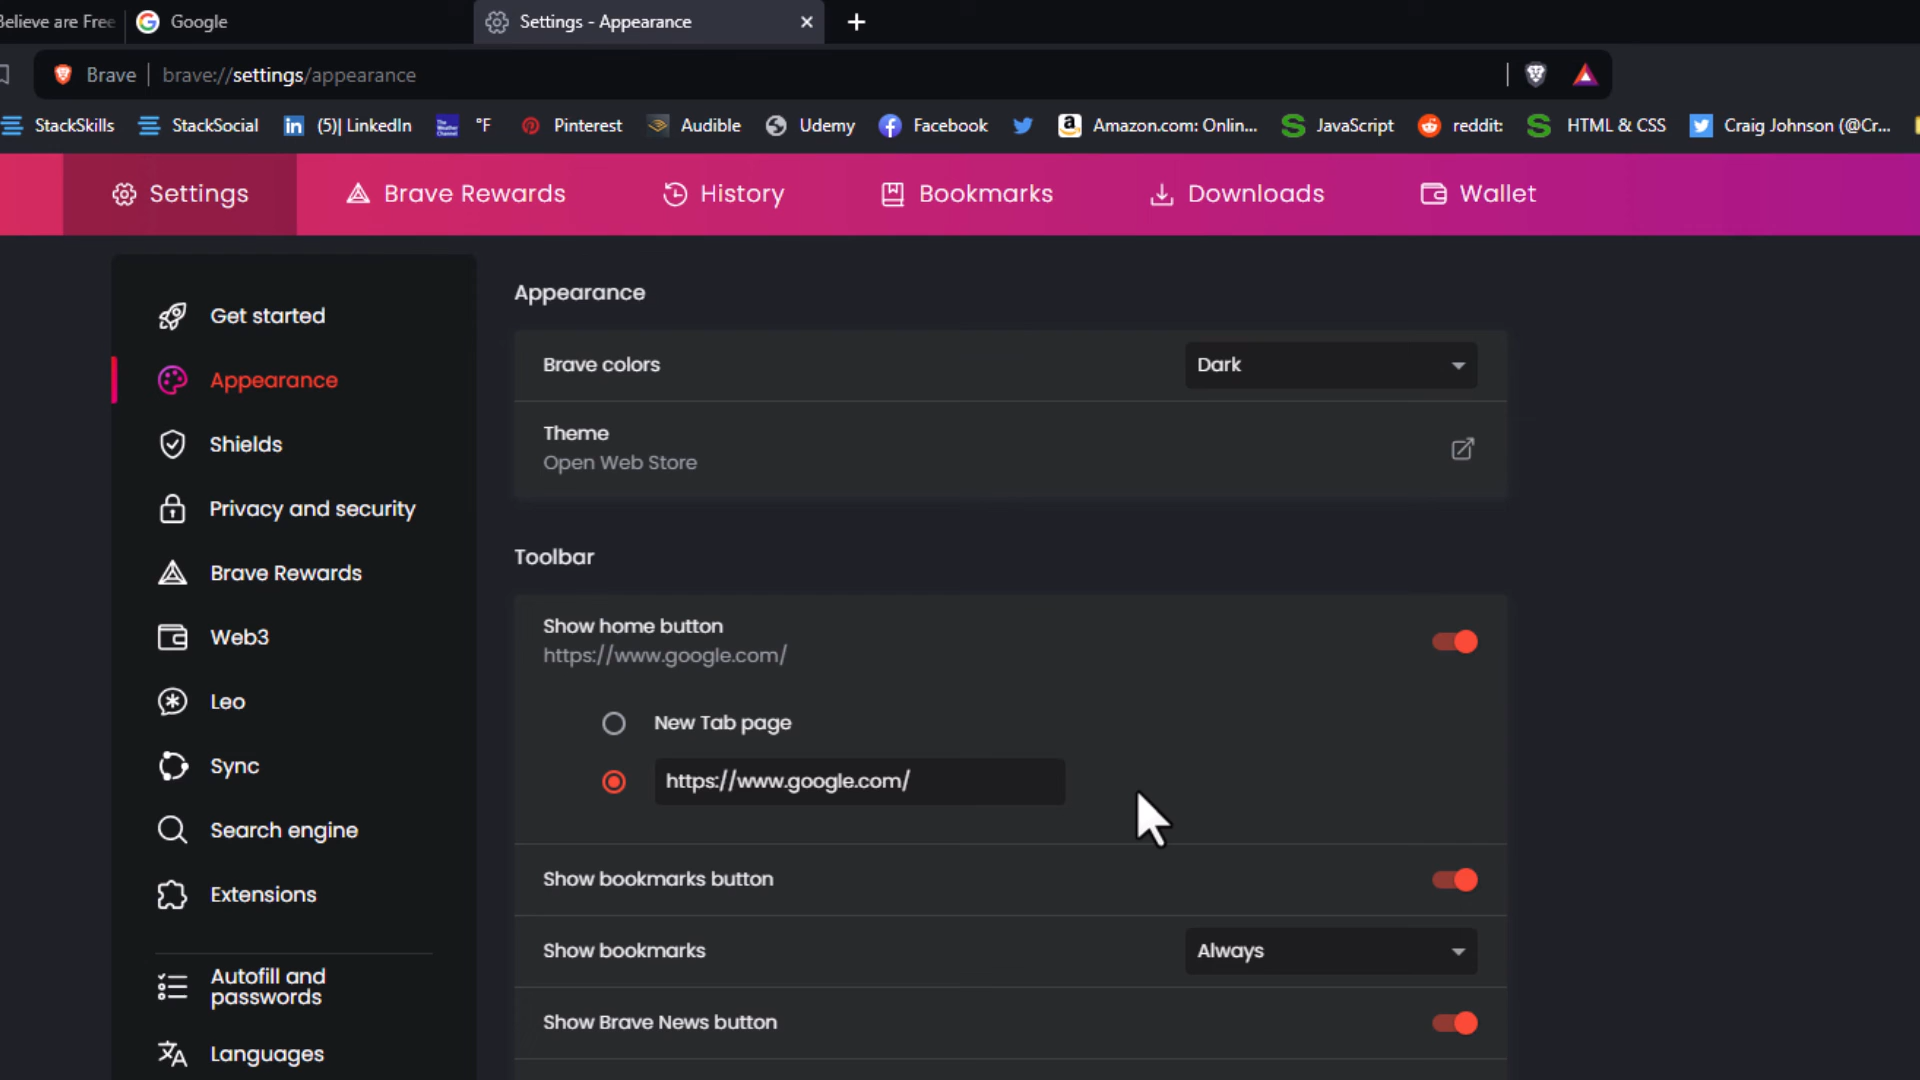 Believe are Free
Google
Settings - Appearance
Brave
brave://settings/appearance
StackSkills
StackSocial
in (5)| LinkedIn
°F
Pinterest
Audible
Udemy
Facebook
Amazon.com: Onlin...
JavaScript
reddit:
HTML & CSS
Craig Johnson (@Cr...
Settings
Brave Rewards
History
Bookmarks
Downloads
Wallet
Get started
Appearance
Shields
Privacy and security
Brave Rewards
Web3
Leo
Sync
Search engine
Extensions
Autofill and
passwords
Languages
Appearance
Brave colors
Dark
Theme
Open Web Store
Toolbar
Show home button
https://www.google.com/
New Tab page
https://www.google.com/
Show bookmarks button
Show bookmarks
Always
Show Brave News button